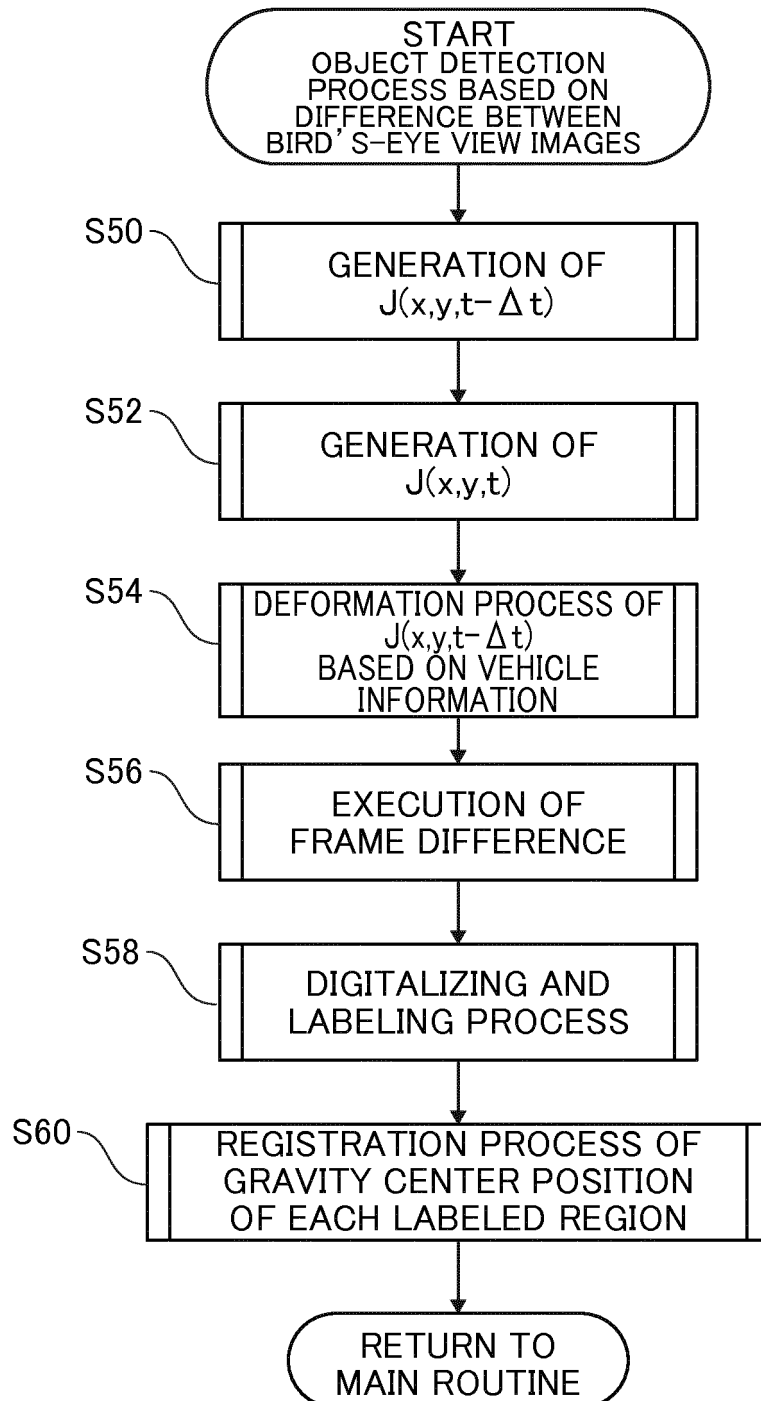 START
OBJECT DETECTION
PROCESS BASED ON
DIFFERENCE BETWEEN
BIRD'S-EYE VIEW IMAGES
S50
GENERATION OF
J(x,y,t-Δt)
S52
GENERATION OF
J(x,y,t)
S54
DEFORMATION PROCESS OF
J(x,y,t-Δt)
BASED ON VEHICLE
INFORMATION
S56
EXECUTION OF
FRAME DIFFERENCE
S58
DIGITALIZING AND
LABELING PROCESS
S60
REGISTRATION PROCESS OF
GRAVITY CENTER POSITION
OF EACH LABELED REGION
RETURN TO
MAIN ROUTINE